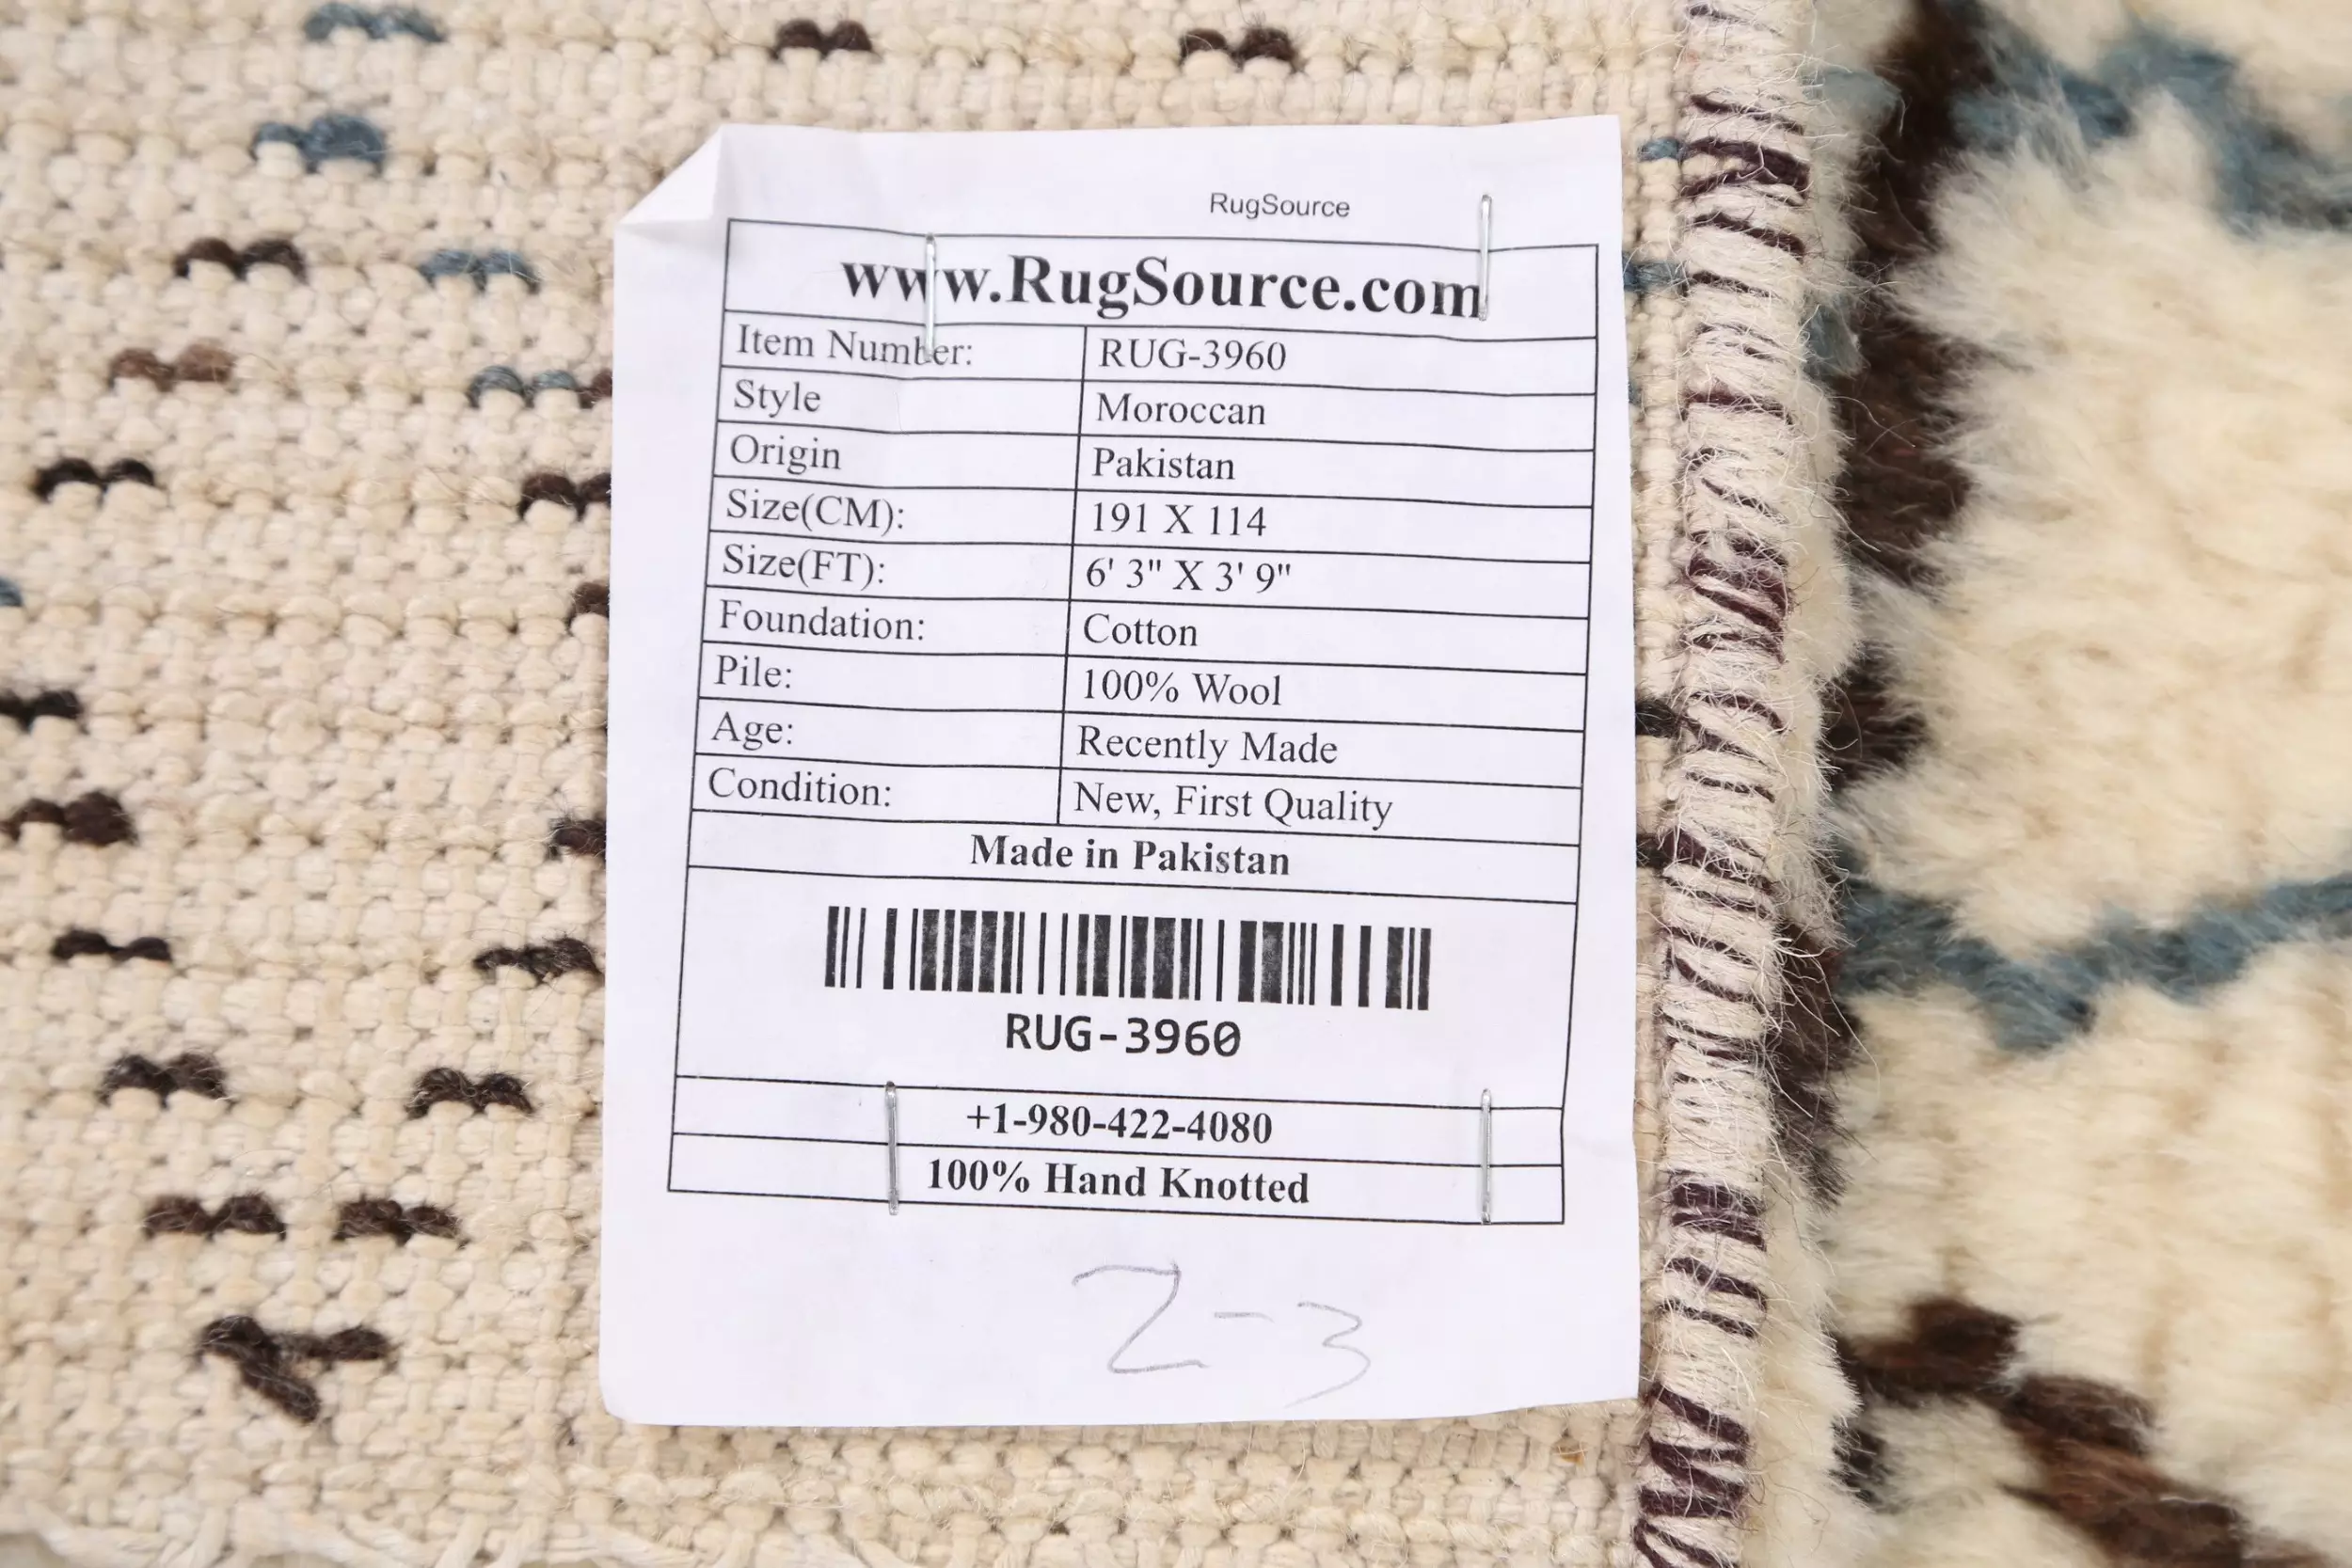 RugSource
www.RugSource.com
Item Number: RUG-3960
Style Moroccan
Origin Pakistan
Size(CM): 191 X 114
Size(FT): 6' 3" X 3' 9"
Foundation: Cotton
Pile: 100% Wool
Age: Recently Made
Condition: New, First Quality
Made in Pakistan
RUG-3960
+1-980-422-4080
100% Hand Knotted
Z-3